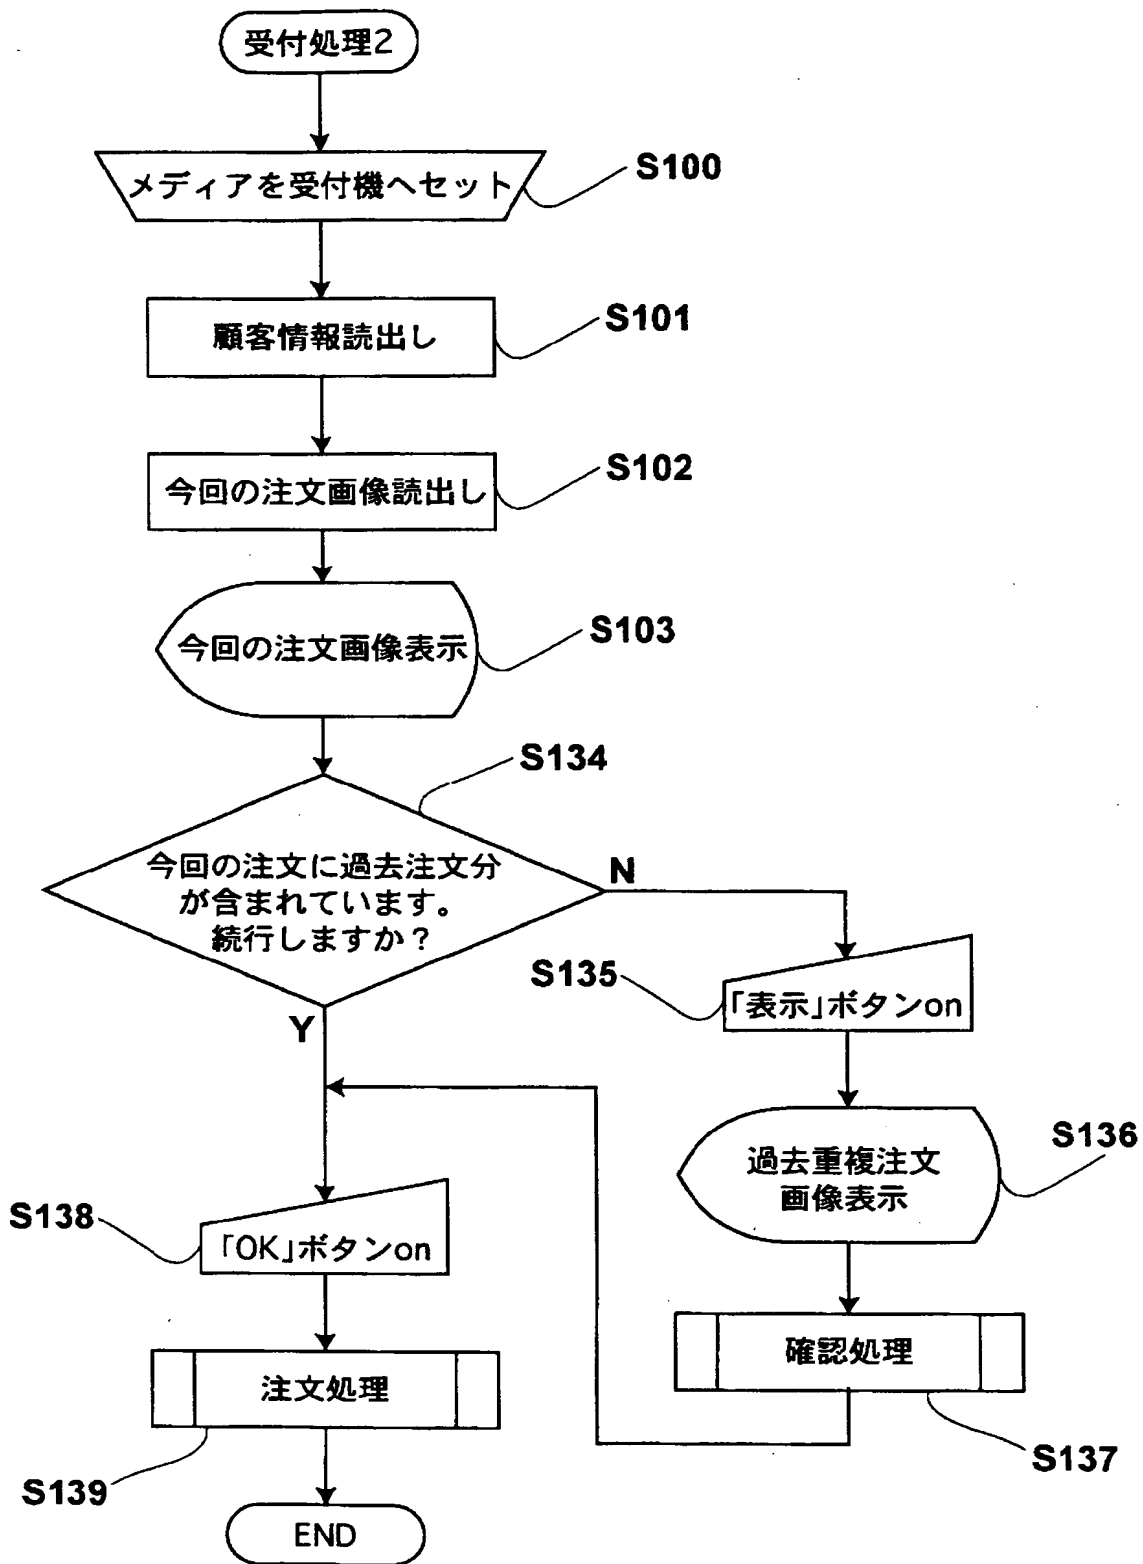 受付処理2
メディアを受付機へセット
S100
顧客情報読出し
S101
今回の注文画像読出し
S102
今回の注文画像表示
S103
S134
今回の注文に過去注文分
が含まれています。
続行しますか？
N
Y
S135
「表示」ボタンon
過去重複注文
画像表示
S136
確認処理
S137
S138
「OK」ボタンon
注文処理
S139
END